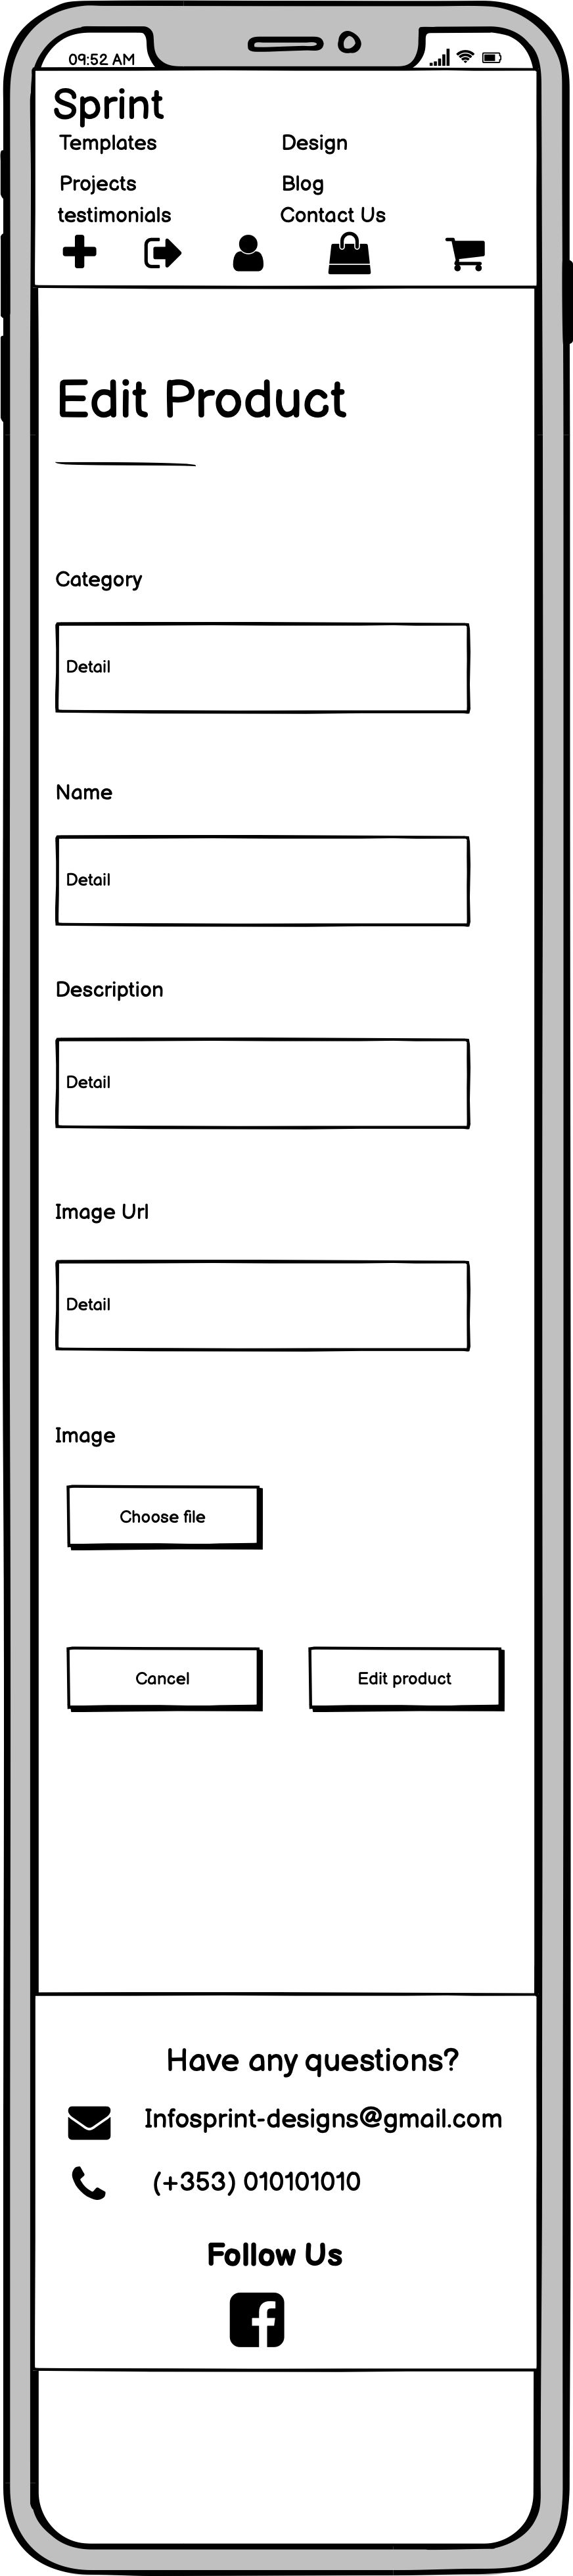 09:52 AM
Sprint
Templates Design
Projects Blog
testimonials Contact Us
Edit Product
Category
Detail
Name
Detail
Description
Detail
Image Url
Detail
Image
Choose file
Cancel Edit product
Have any questions?
Infosprint-designs@gmail.com
(+353) 010101010
Follow Us